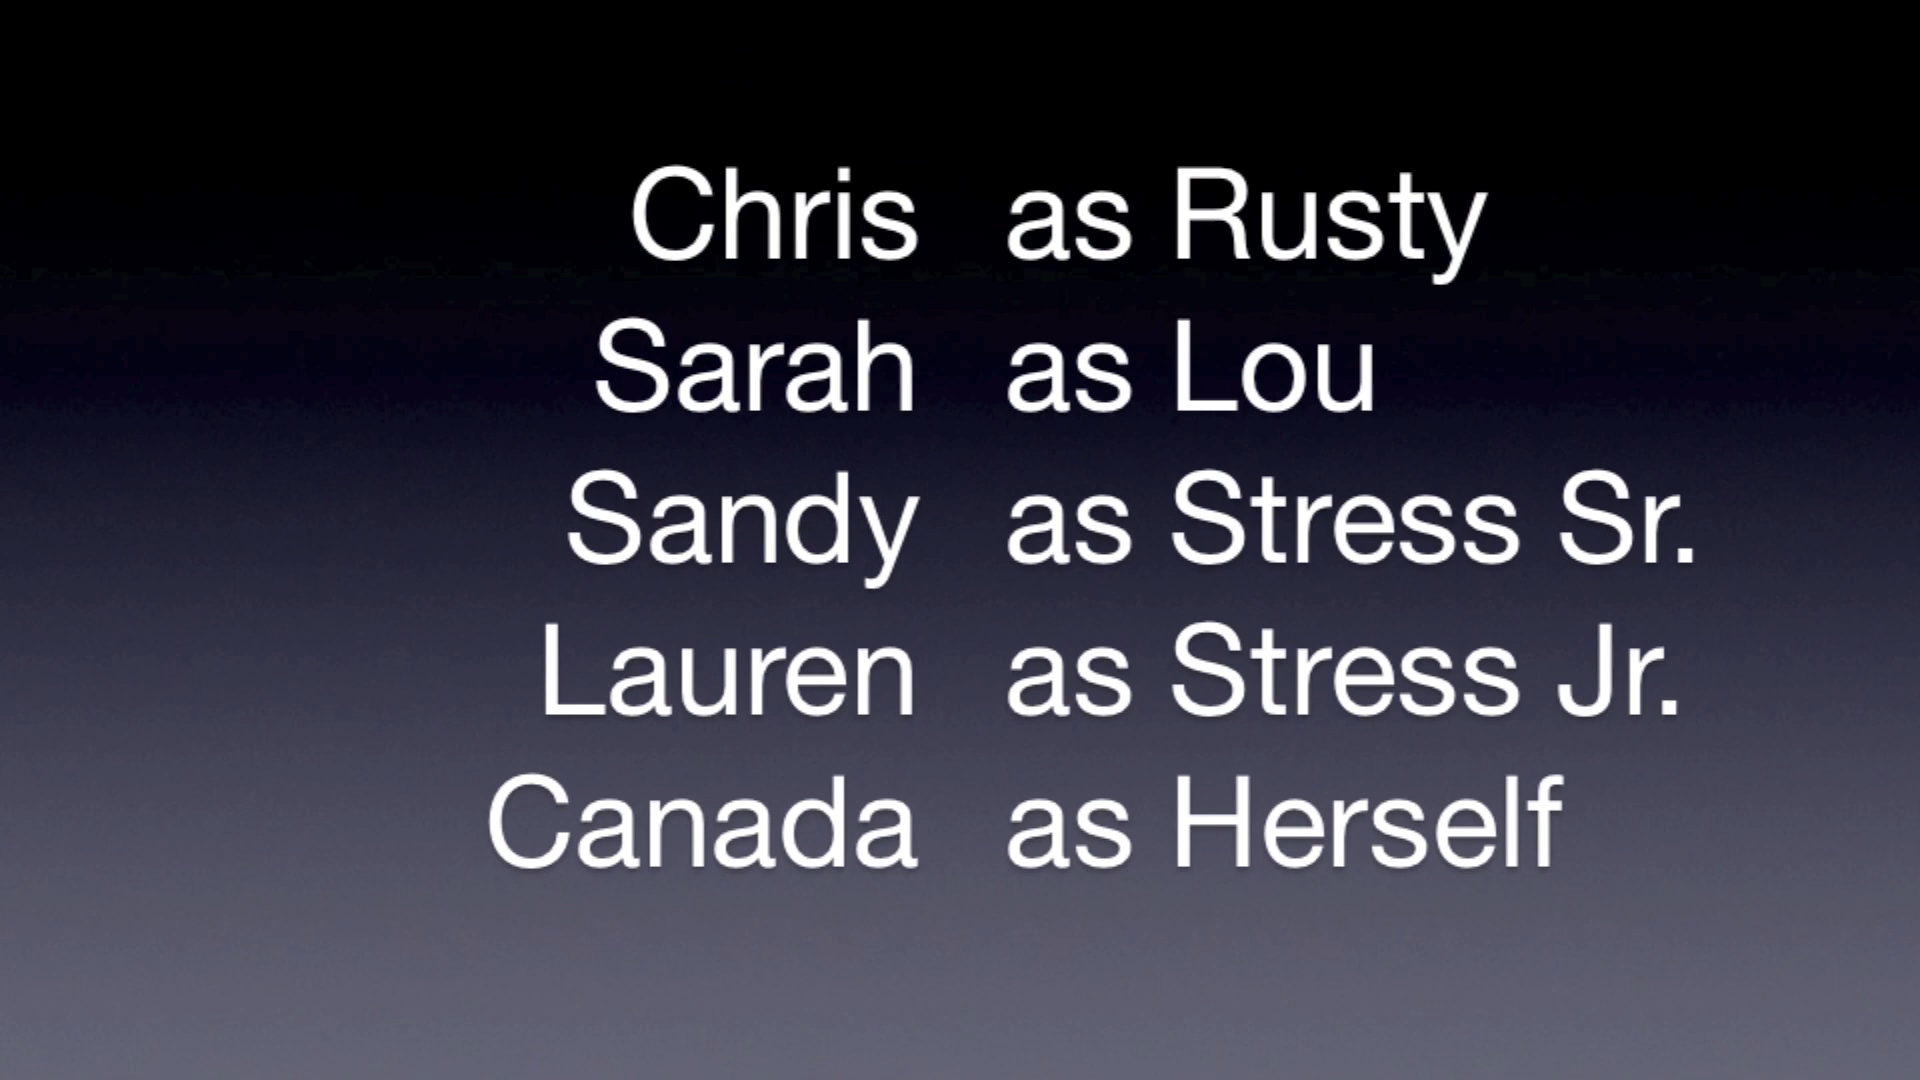 Chris as Rusty
Sarah as Lou
Sandy as Stress Sr.
Lauren as Stress Jr.
Canada as Herself